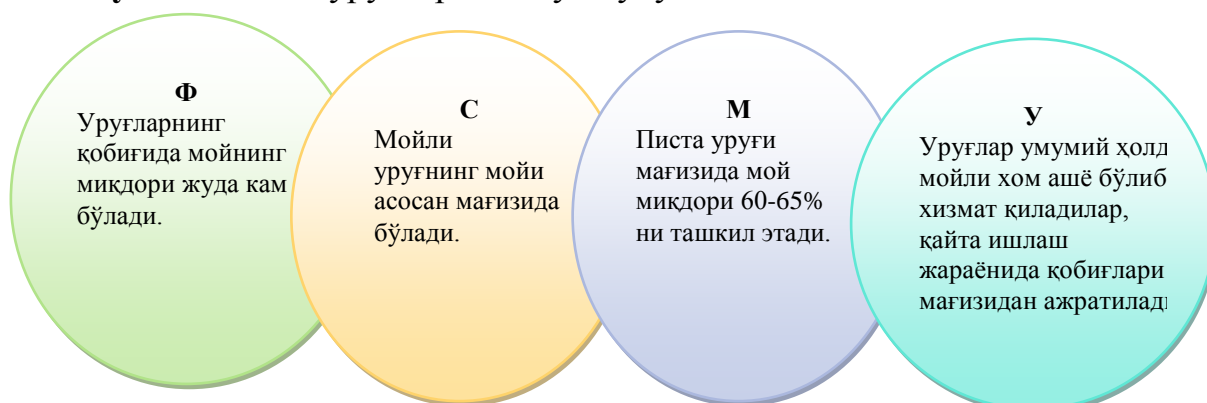 Ф
Уруғларнинг
қобиғида мойнинг
миқдори жуда кам
бўлади.
С
Мойли
уруғнинг мойи
асосан мағизида
бўлади.
М
Писта уруғи
мағизида мой
миқдори 60-65%
ни ташкил этади.
У
Уруғлар умумий ҳолд
мойли хом ашё бўлиб
хизмат қиладилар,
қайта ишлаш
жараёнида қобиғлари
мағизидан ажратилад